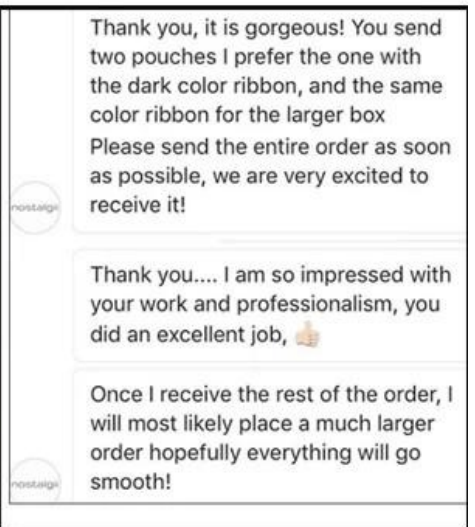 Thank you, it is gorgeous! You send
two pouches I prefer the one with
the dark color ribbon, and the same
color ribbon for the larger box
Please send the entire order as soon
as possible, we are very excited to
receive it!
nostalgi
Thank you.... I am so impressed with
your work and professionalism, you
did an excellent job, 👍🏻
Once I receive the rest of the order, I
will most likely place a much larger
order hopefully everything will go
smooth!
nostalgi